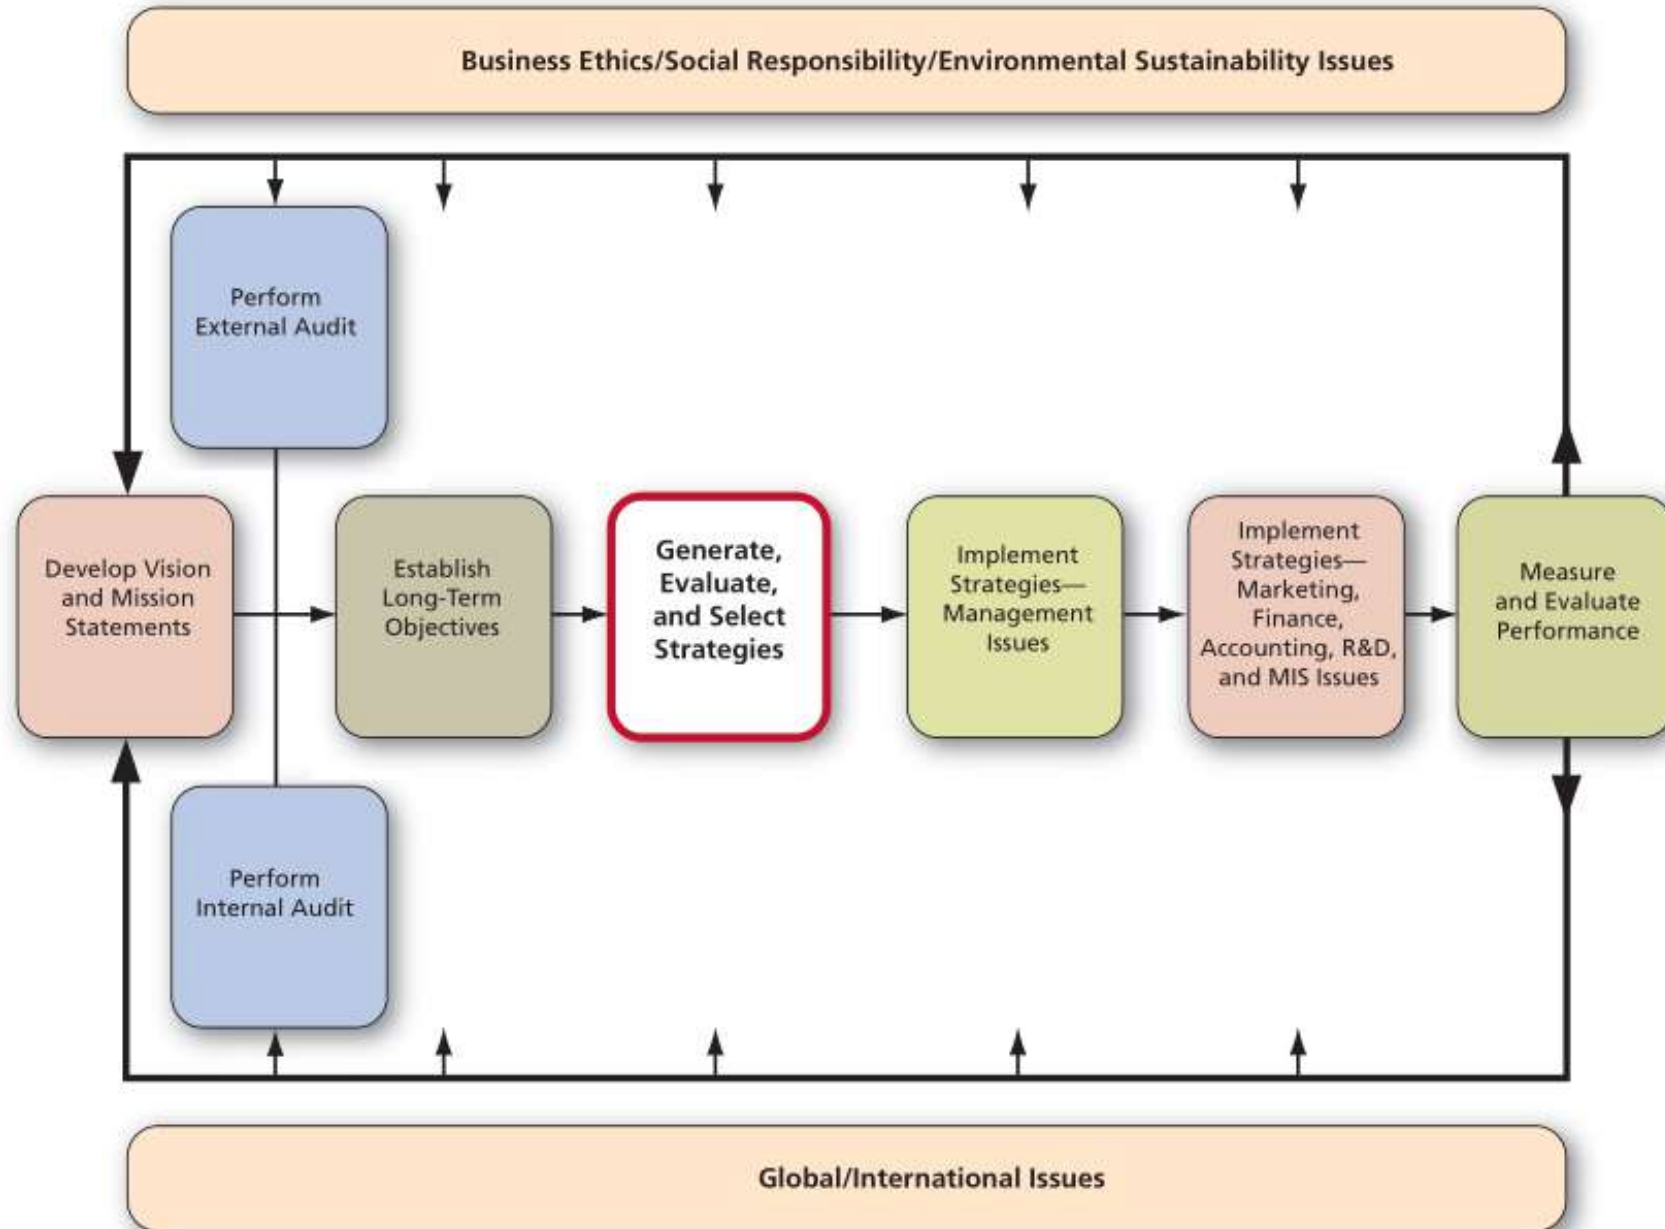 Business Ethics/Social Responsibility/Environmental Sustainability Issues
Perform
External Audit
Develop Vision
and Mission
Statements
Establish
Long-Term
Objectives
Generate,
Evaluate,
and Select
Strategies
Implement
Strategies—
Management
Issues
Implement
Strategies—
Marketing,
Finance,
Accounting, R&D,
and MIS Issues
Measure
and Evaluate
Performance
Perform
Internal Audit
Global/International Issues